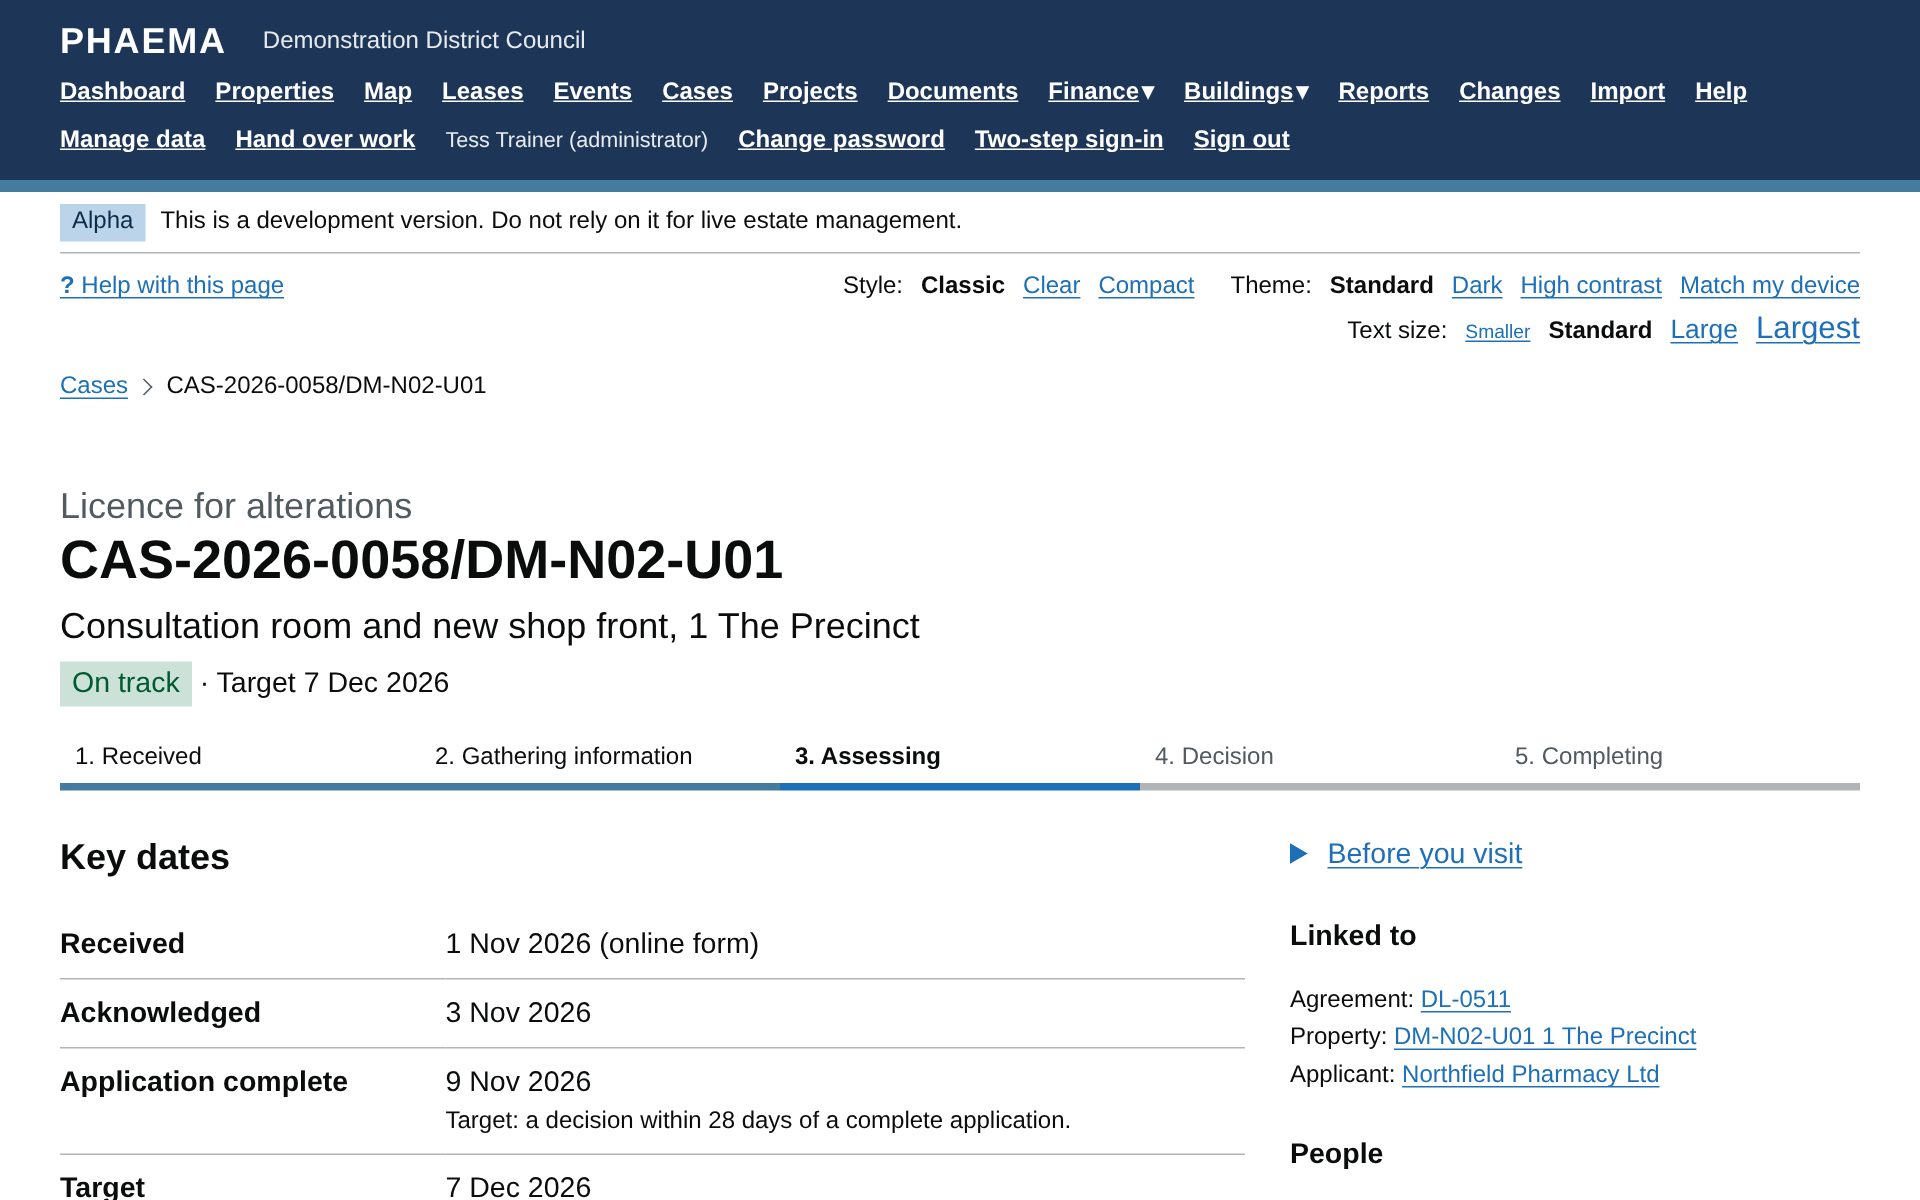 PHAEMA Demonstration District Council
Dashboard Properties Map Leases Events Cases Projects Documents Finance▾ Buildings▾ Reports Changes Import Help
Manage data Hand over work Tess Trainer (administrator) Change password Two-step sign-in Sign out
Alpha This is a development version. Do not rely on it for live estate management.
? Help with this page Style: Classic Clear Compact Theme: Standard Dark High contrast Match my device
Text size: Smaller Standard Large Largest
Cases > CAS-2026-0058/DM-N02-U01
Licence for alterations
CAS-2026-0058/DM-N02-U01
Consultation room and new shop front, 1 The Precinct
On track · Target 7 Dec 2026
1. Received 2. Gathering information 3. Assessing 4. Decision 5. Completing
Key dates
Received 1 Nov 2026 (online form)
Acknowledged 3 Nov 2026
Application complete 9 Nov 2026
Target: a decision within 28 days of a complete application.
Target 7 Dec 2026
Before you visit
Linked to
Agreement: DL-0511
Property: DM-N02-U01 1 The Precinct
Applicant: Northfield Pharmacy Ltd
People